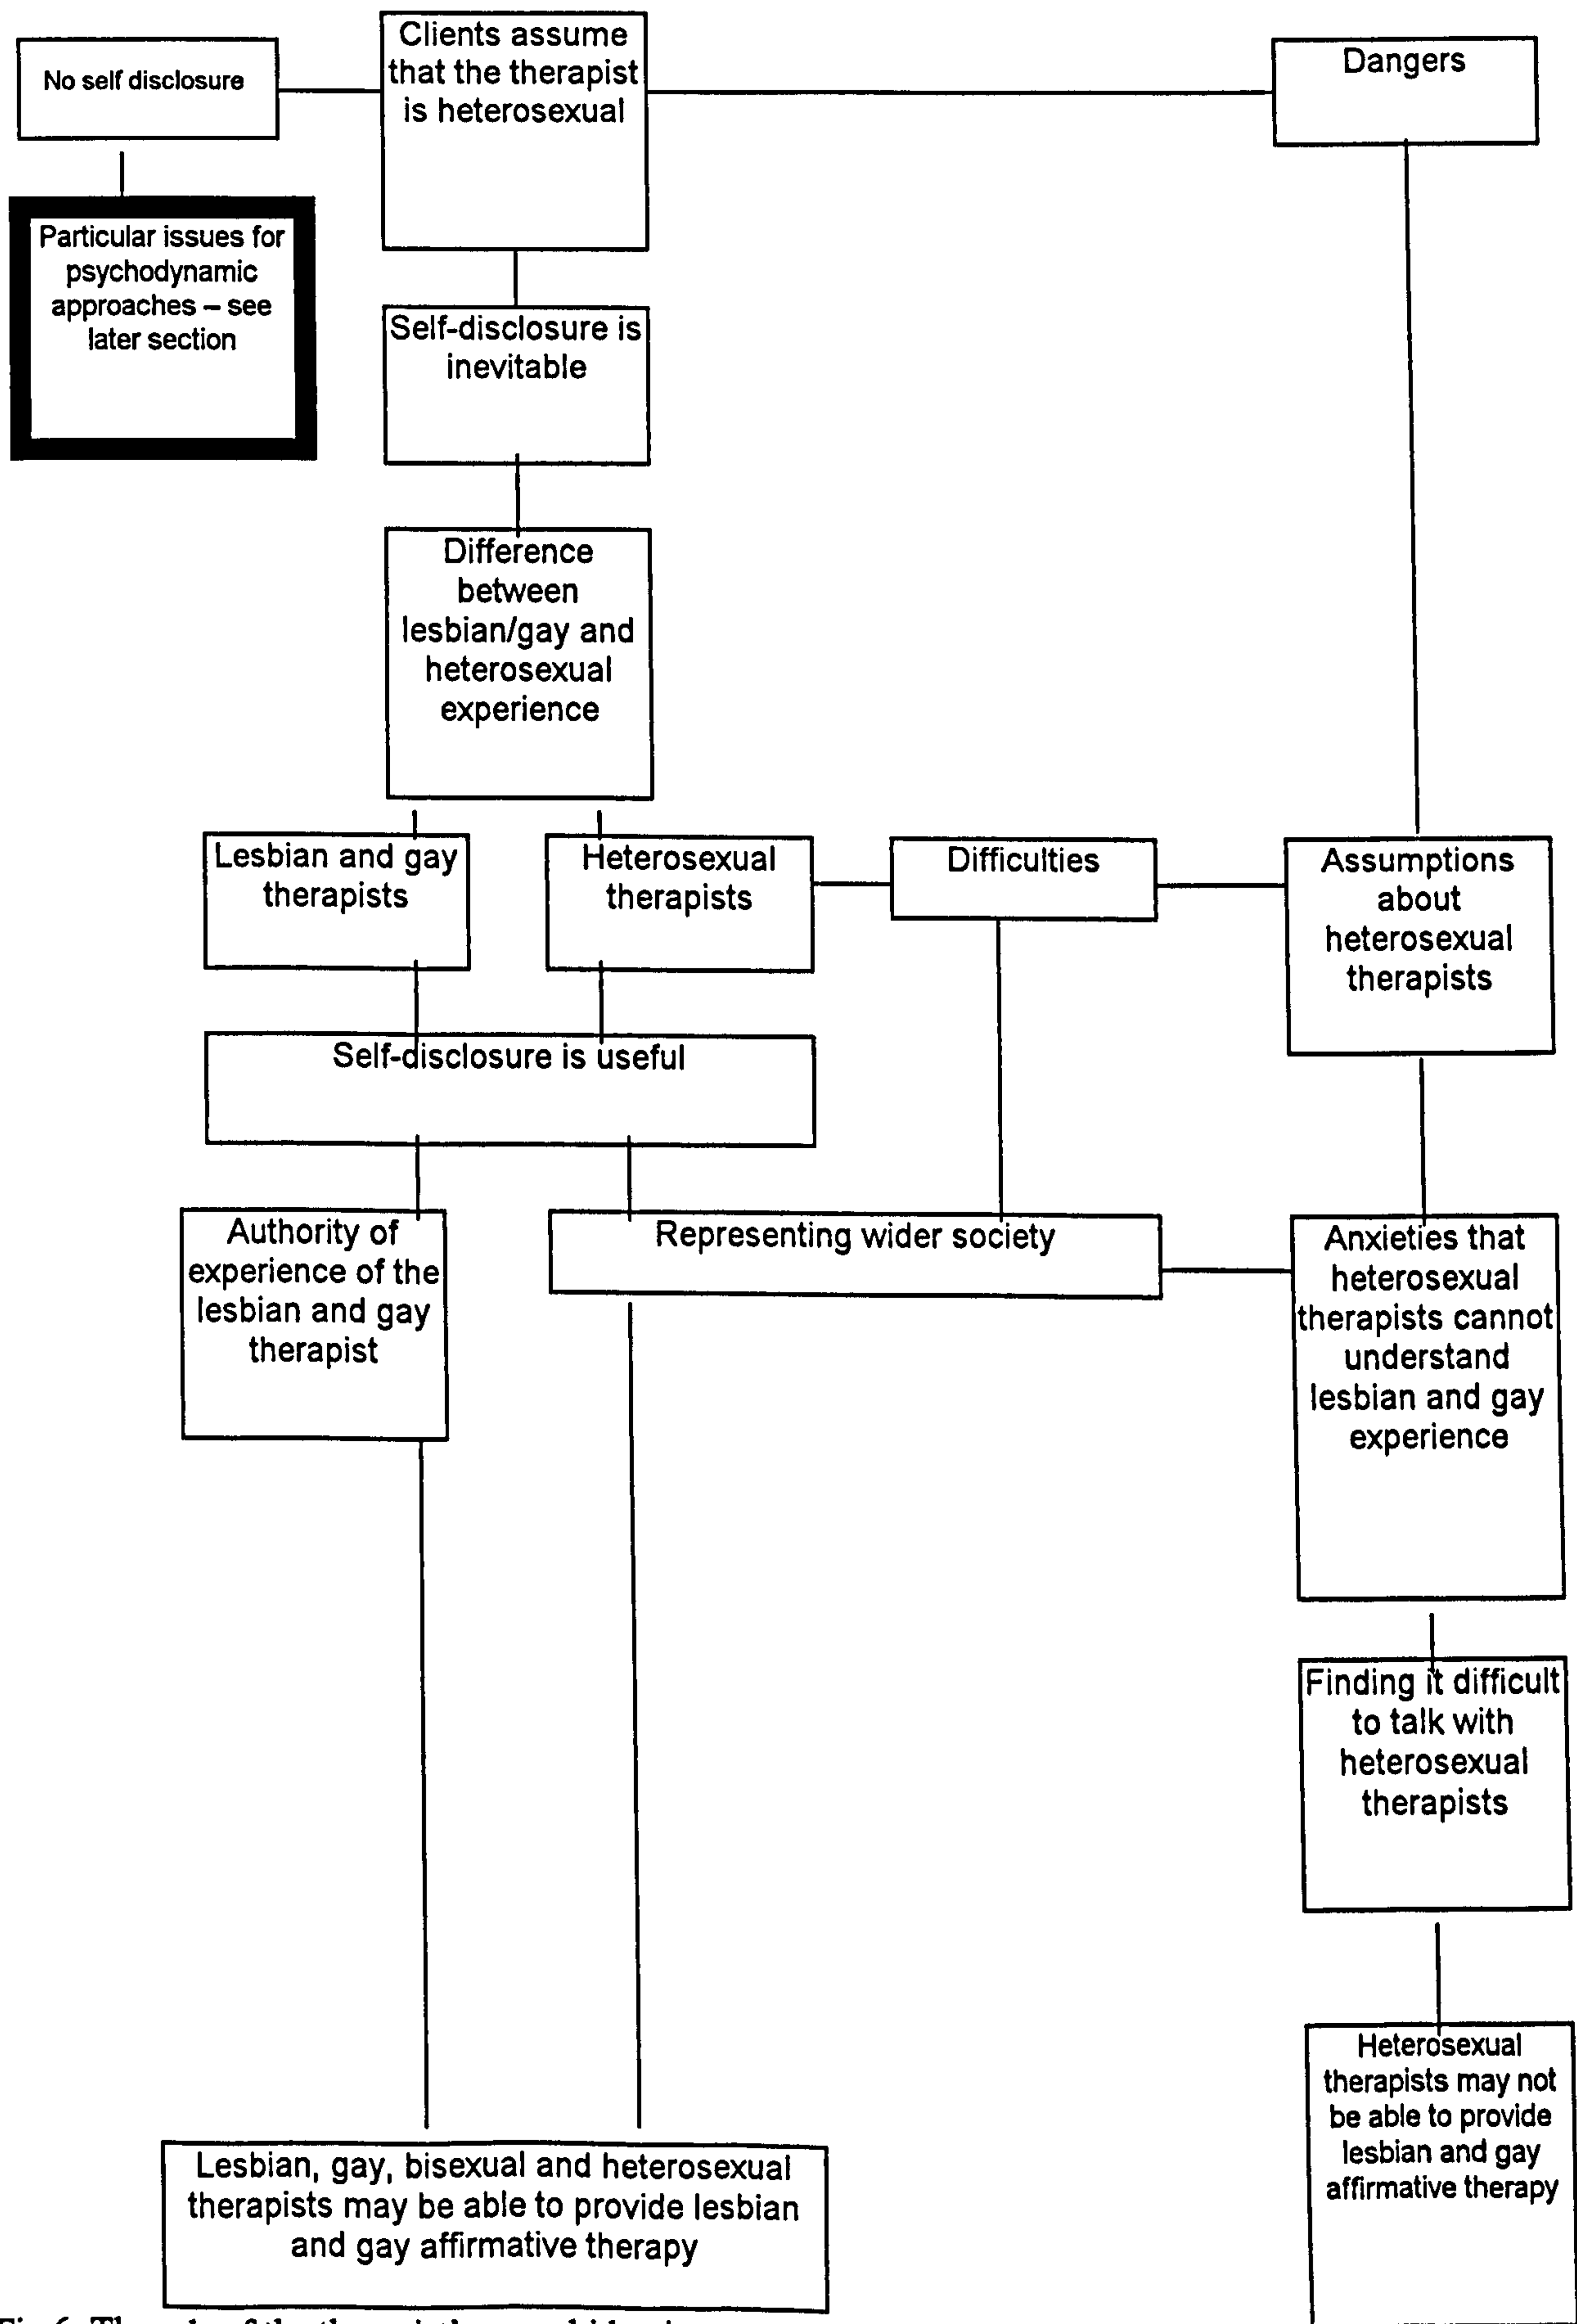 No self disclosure
Clients assume
that the therapist
is heterosexual
Dangers
Particular issues for
psychodynamic
approaches – see
later section
Self-disclosure is
inevitable
Difference
between
lesbian/gay and
heterosexual
experience
Lesbian and gay
therapists
Heterosexual
therapists
Difficulties
Assumptions
about
heterosexual
therapists
Self-disclosure is useful
Authority of
experience of the
lesbian and gay
therapist
Representing wider society
Anxieties that
heterosexual
therapists cannot
understand
lesbian and gay
experience
Finding it difficult
to talk with
heterosexual
therapists
Heterosexual
therapists may not
be able to provide
lesbian and gay
affirmative therapy
Lesbian, gay, bisexual and heterosexual
therapists may be able to provide lesbian
and gay affirmative therapy